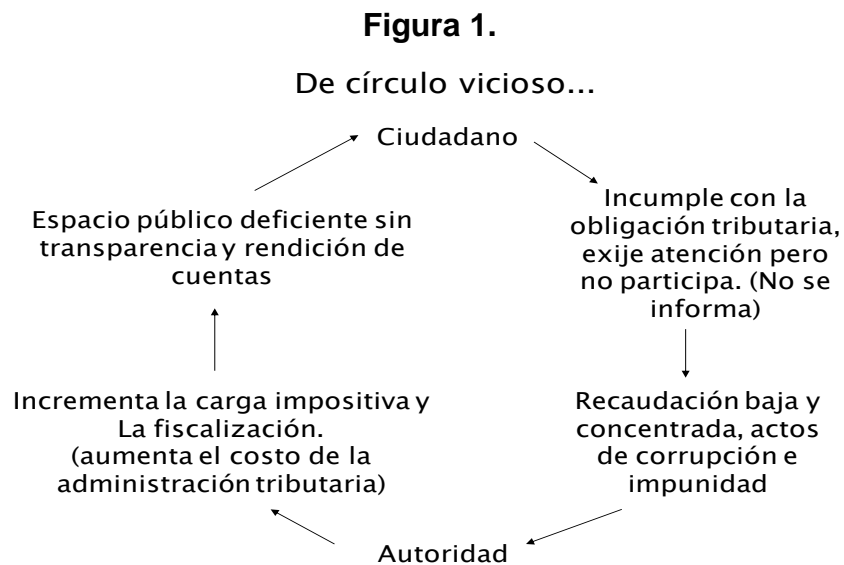 Figura 1.
De círculo vicioso...
Ciudadano
Incumple con la
obligación tributaria,
exije atención pero
no participa. (No se
informa)
Recaudación baja y
concentrada, actos
de corrupción e
impunidad
Autoridad
Incrementa la carga impositiva y
La fiscalización.
(aumenta el costo de la
administración tributaria)
Espacio público deficiente sin
transparencia y rendición de
cuentas